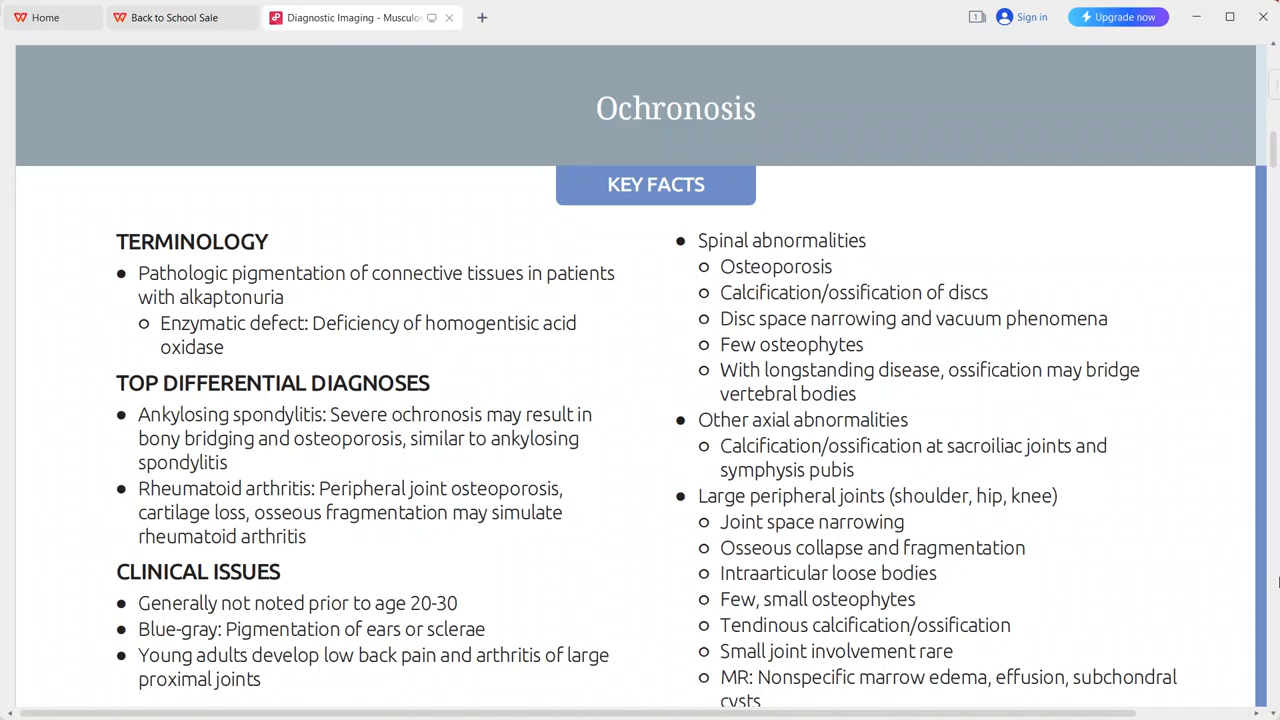 Home
Back to School Sale
Diagnostic Imaging - Musculo
1
Sign in
Upgrade now
Ochronosis
KEY FACTS
TERMINOLOGY
● Pathologic pigmentation of connective tissues in patients
with alkaptonuria
○ Enzymatic defect: Deficiency of homogentisic acid
oxidase
TOP DIFFERENTIAL DIAGNOSES
● Ankylosing spondylitis: Severe ochronosis may result in
bony bridging and osteoporosis, similar to ankylosing
spondylitis
● Rheumatoid arthritis: Peripheral joint osteoporosis,
cartilage loss, osseous fragmentation may simulate
rheumatoid arthritis
CLINICAL ISSUES
● Generally not noted prior to age 20-30
● Blue-gray: Pigmentation of ears or sclerae
● Young adults develop low back pain and arthritis of large
proximal joints
● Spinal abnormalities
○ Osteoporosis
○ Calcification/ossification of discs
○ Disc space narrowing and vacuum phenomena
○ Few osteophytes
○ With longstanding disease, ossification may bridge
vertebral bodies
● Other axial abnormalities
○ Calcification/ossification at sacroiliac joints and
symphysis pubis
● Large peripheral joints (shoulder, hip, knee)
○ Joint space narrowing
○ Osseous collapse and fragmentation
○ Intraarticular loose bodies
○ Few, small osteophytes
○ Tendinous calcification/ossification
○ Small joint involvement rare
○ MR: Nonspecific marrow edema, effusion, subchondral
cysts